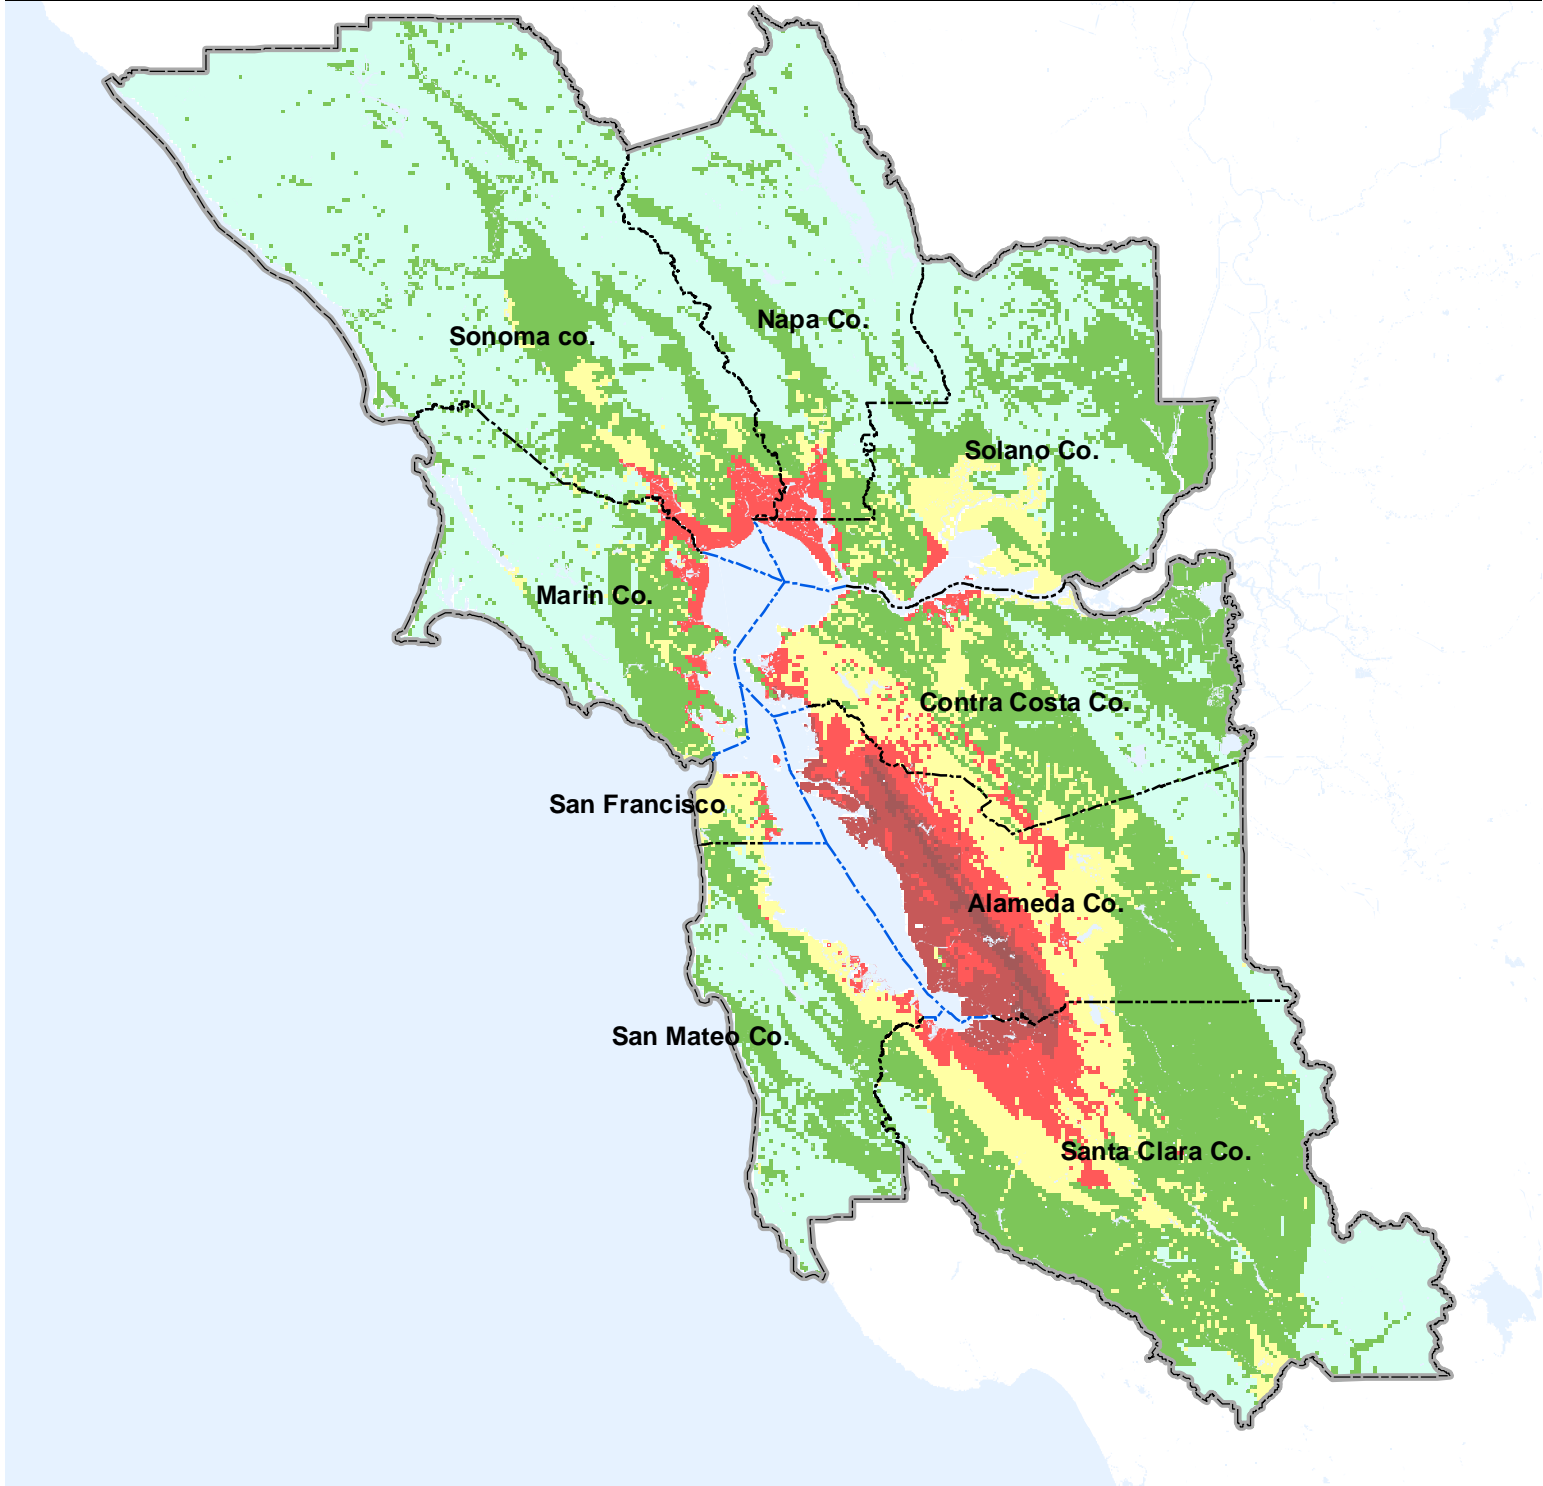 Napa Co.
Sonoma co.
Solano Co.
Marin Co.
Contra Costa Co.
San Francisco
Alameda Co.
San Mateo Co.
Santa Clara Co.